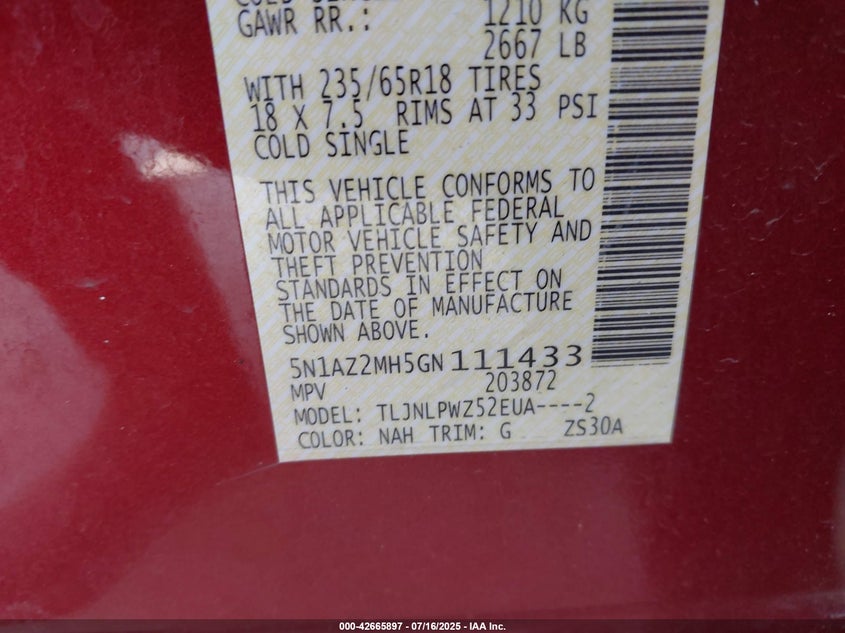 GAWR RR.: 1210 KG
2667 LB
WITH 235/65R18 TIRES
18 X 7.5 RIMS AT 33 PSI
COLD SINGLE
THIS VEHICLE CONFORMS TO
ALL APPLICABLE FEDERAL
MOTOR VEHICLE SAFETY AND
THEFT PREVENTION
STANDARDS IN EFFECT ON
THE DATE OF MANUFACTURE
SHOWN ABOVE.
5N1AZ2MH5GN111433
MPV 203872
MODEL: TLJNLPWZ52EUA----2
COLOR: NAH TRIM: G ZS30A
000-42665897 - 07/16/2025 - IAA Inc.